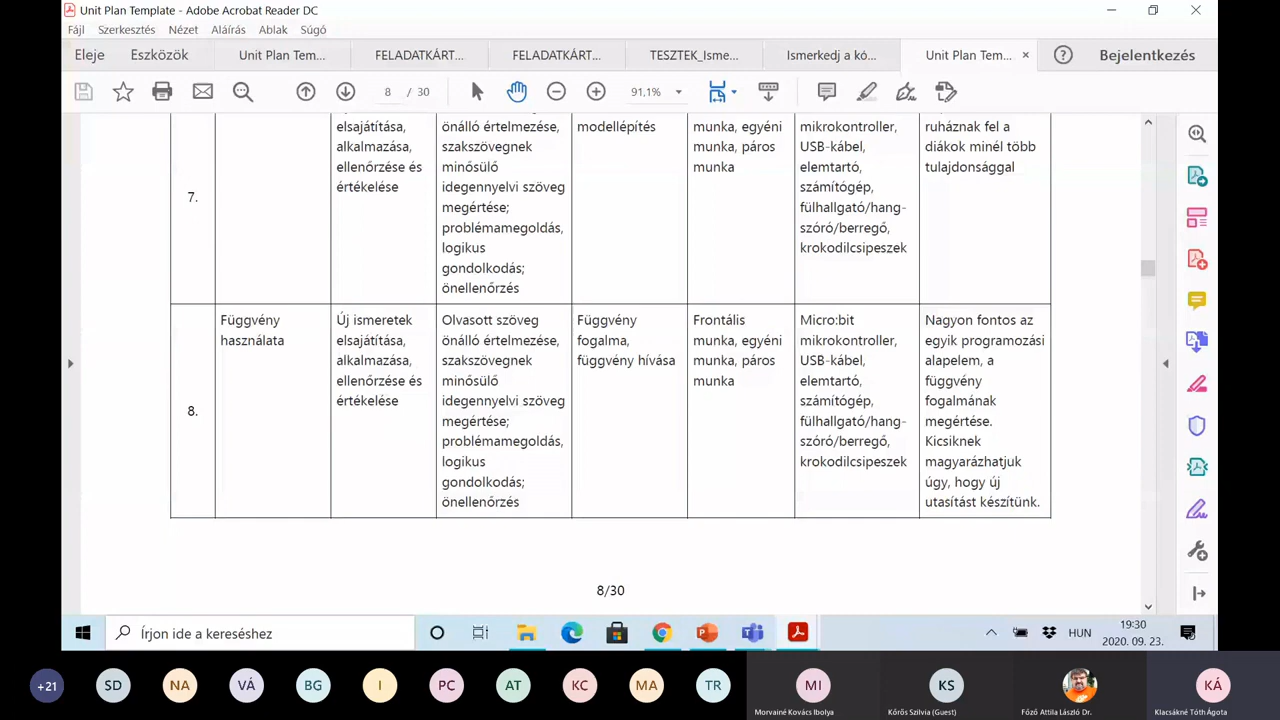 Unit Plan Template - Adobe Acrobat Reader DC
Fájl Szerkesztés Nézet Aláírás Ablak Súgó
Eleje Eszközök Unit Plan Tem... FELADATKÁRT... FELADATKÁRT... TESZTEK_Isme... Ismerkedj a kó... Unit Plan Tem... × Bejelentkezés
8 / 30 91,1%
7.
elsajátítása,
alkalmazása,
ellenőrzése és
értékelése
önálló értelmezése,
szakszövegnek
minősülő
idegennyelvi szöveg
megértése;
problémamegoldás,
logikus
gondolkodás;
önellenőrzés
modellépítés
munka, egyéni
munka, páros
munka
mikrokontroller,
USB-kábel,
elemtartó,
számítógép,
fülhallgató/hang-
szóró/berregő,
krokodilcsipeszek
ruháznak fel a
diákok minél több
tulajdonsággal
8.
Függvény
használata
Új ismeretek
elsajátítása,
alkalmazása,
ellenőrzése és
értékelése
Olvasott szöveg
önálló értelmezése,
szakszövegnek
minősülő
idegennyelvi szöveg
megértése;
problémamegoldás,
logikus
gondolkodás;
önellenőrzés
Függvény
fogalma,
függvény hívása
Frontális
munka, egyéni
munka, páros
munka
Micro:bit
mikrokontroller,
USB-kábel,
elemtartó,
számítógép,
fülhallgató/hang-
szóró/berregő,
krokodilcsipeszek
Nagyon fontos az
egyik programozási
alapelem, a
függvény
fogalmának
megértése.
Kicsiknek
magyarázhatjuk
úgy, hogy új
utasítást készítünk.
8/30
Írjon ide a kereséshez
HUN
19:30
2020. 09. 23.
+21 SD NA VÁ BG I PC AT KC MA TR MI KS KÁ
Morvainé Kovács Ibolya Kőrös Szilvia (Guest) Főző Attila László Dr. Klacsákné Tóth Ágota